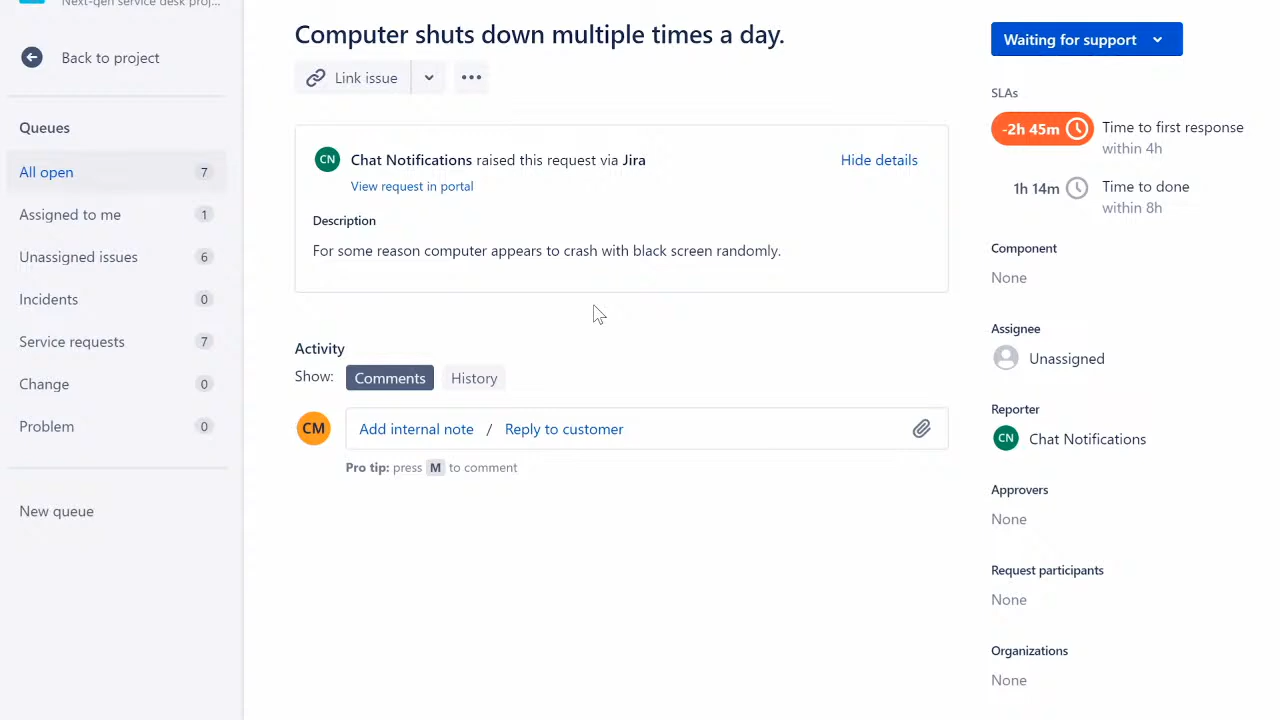 Next-gen service desk proj...
Back to project
Queues
All open 7
Assigned to me 1
Unassigned issues 6
Incidents 0
Service requests 7
Change 0
Problem 0
New queue
Computer shuts down multiple times a day.
Link issue
CN Chat Notifications raised this request via Jira Hide details
View request in portal
Description
For some reason computer appears to crash with black screen randomly.
Activity
Show: Comments History
CM Add internal note / Reply to customer
Pro tip: press M to comment
Waiting for support
SLAs
-2h 45m Time to first response
within 4h
1h 14m Time to done
within 8h
Component
None
Assignee
Unassigned
Reporter
CN Chat Notifications
Approvers
None
Request participants
None
Organizations
None